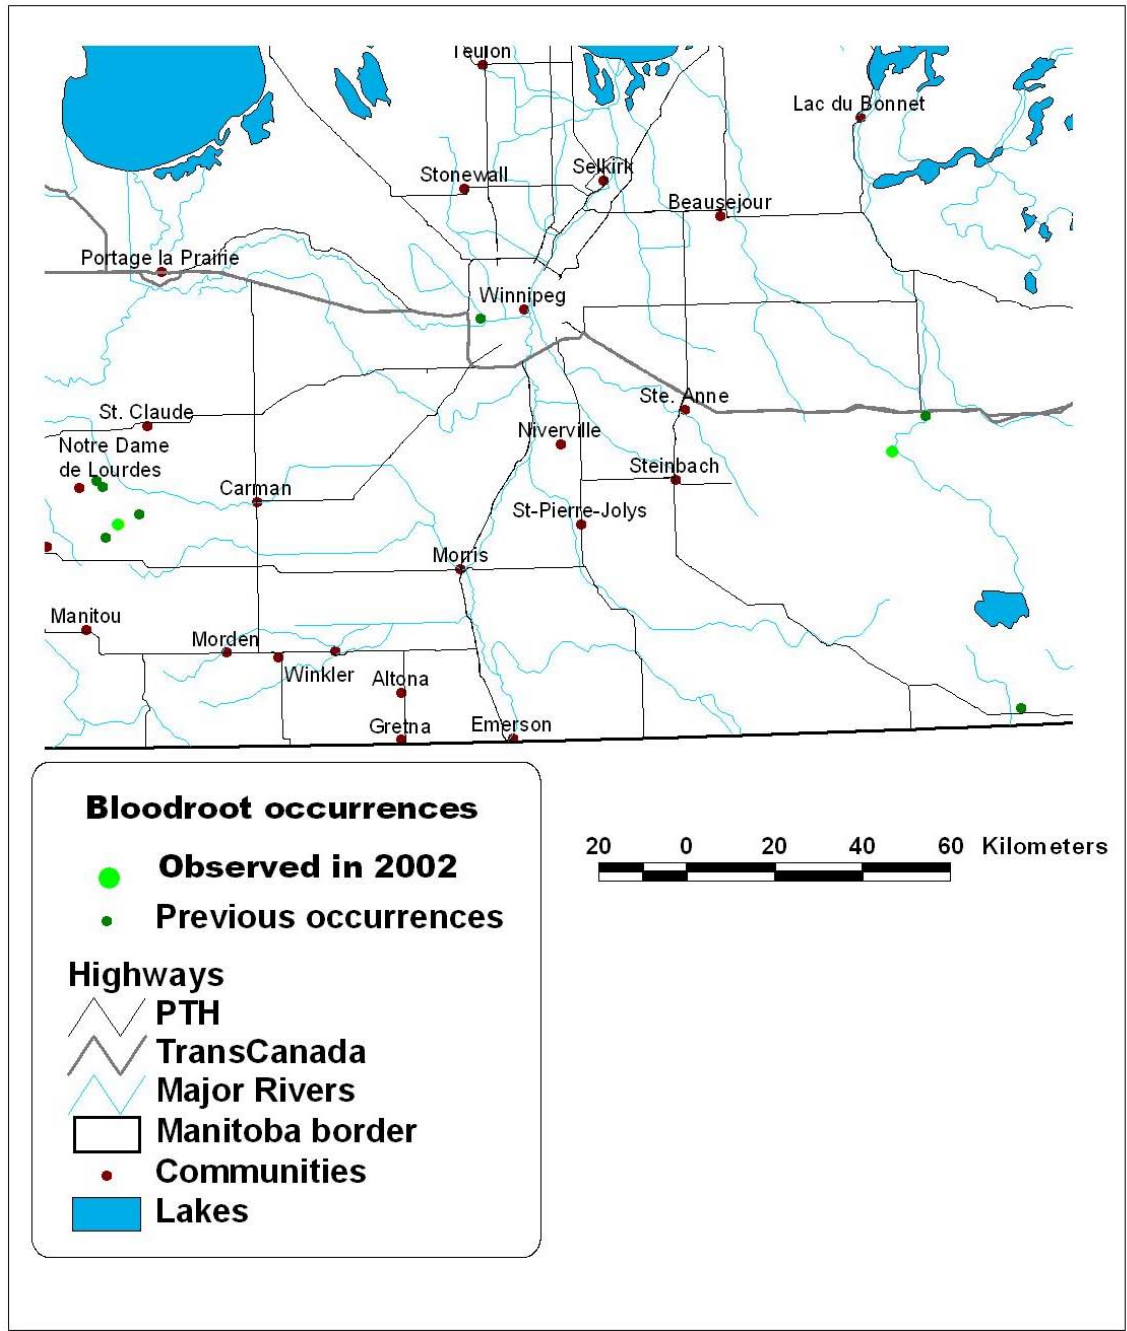 Teulon
Lac du Bonnet
Stonewall
Selkirk
Beausejour
Portage la Prairie
Winnipeg
Ste. Anne
St. Claude
Niverville
Notre Dame
de Lourdes
Steinbach
Carman
St-Pierre-Jolys
Morris
Manitou
Morden
Winkler
Altona
Gretna
Emerson
Bloodroot occurrences
Observed in 2002
Previous occurrences
Highways
PTH
TransCanada
Major Rivers
Manitoba border
Communities
Lakes
20 0 20 40 60 Kilometers